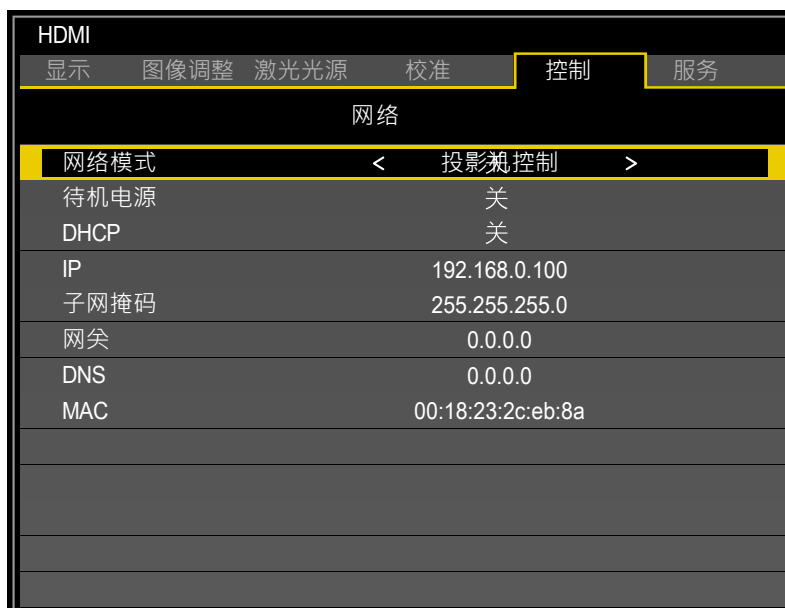 HDMI
显示 图像调整 激光光源 校准 控制 服务
网络
网络模式 < 投影机控制 >
待机电源 关
DHCP 关
IP 192.168.0.100
子网掩码 255.255.255.0
网关 0.0.0.0
DNS 0.0.0.0
MAC 00:18:23:2c:eb:8a